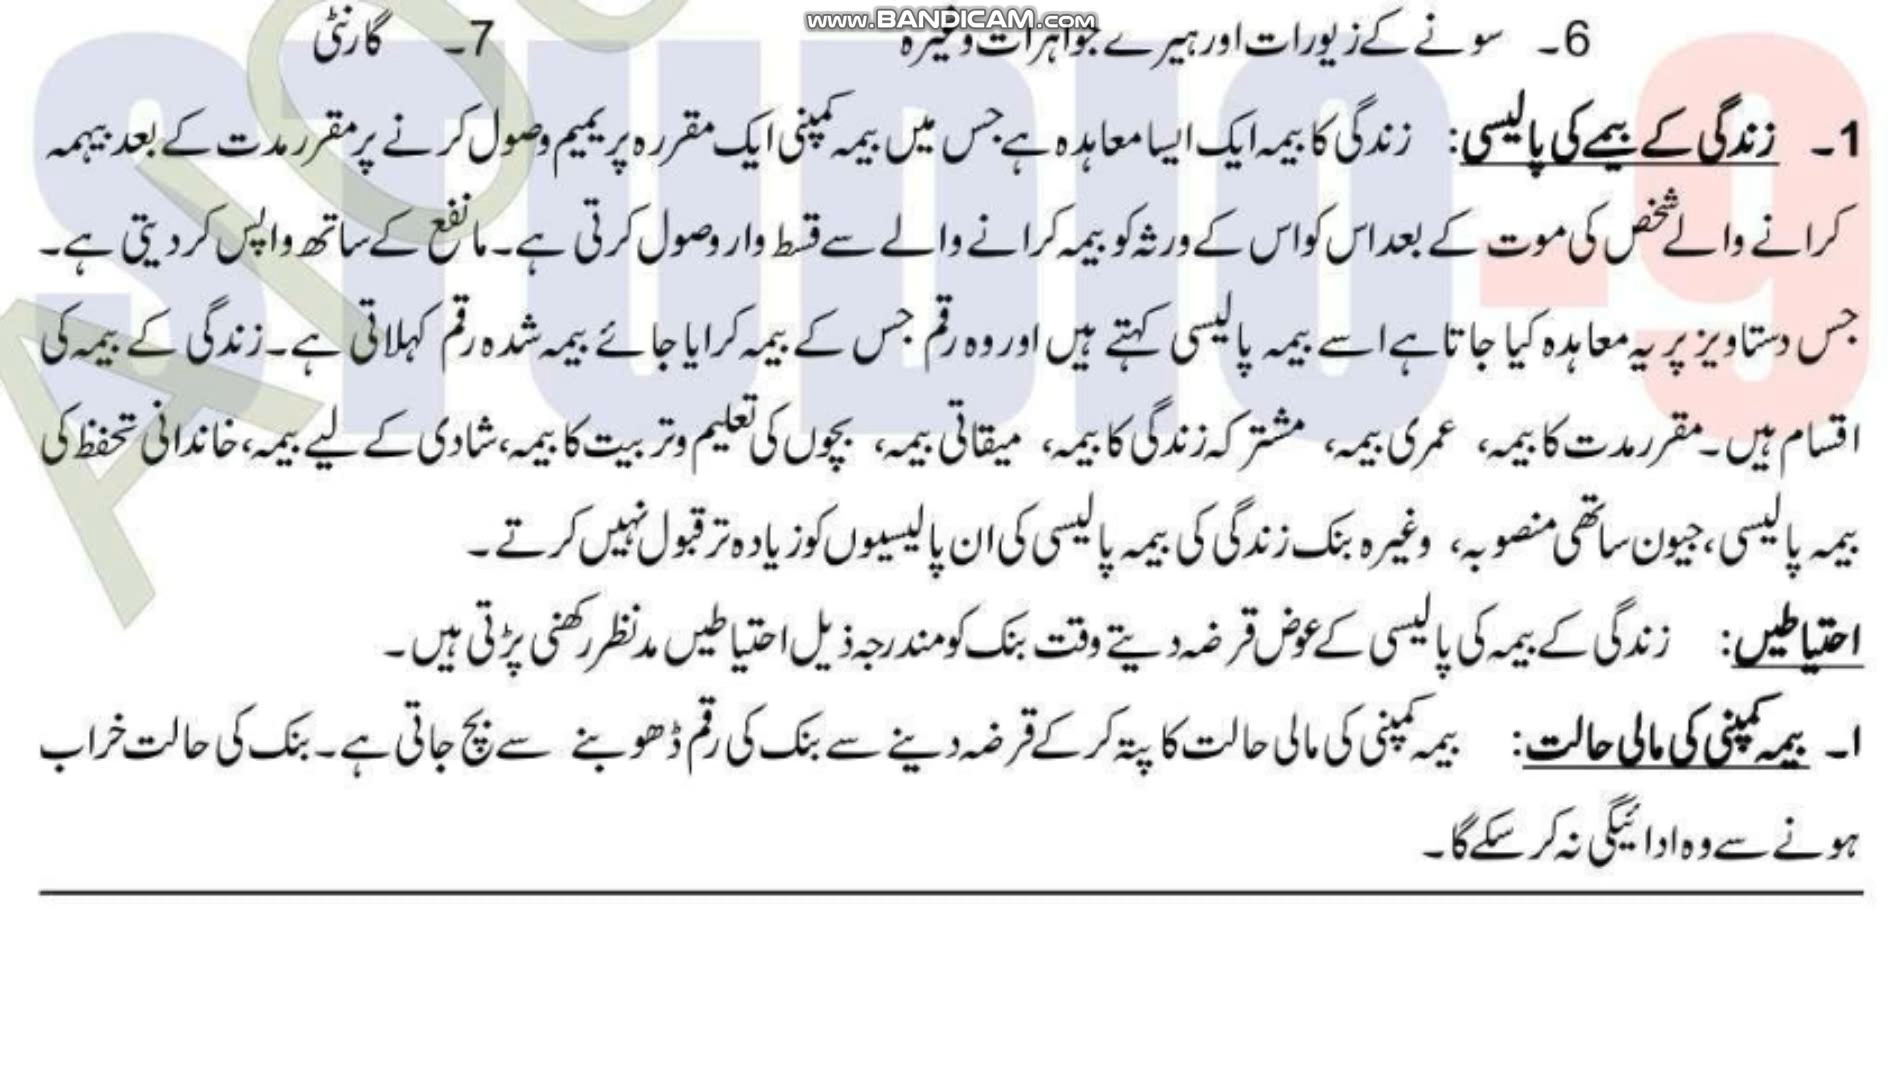 www.BANDICAM.com
6۔ سونے کے زیورات اور ہیرے جواہرات وغیرہ 7۔ گارنٹی
1۔ زندگی کے بیمے کی پالیسی: زندگی کا بیمہ ایک ایسا معاہدہ ہے جس میں بیمہ کمپنی ایک مقررہ پریمیم وصول کرنے پر مقرر مدت کے بعد بیہمہ
کرانے والے شخص کی موت کے بعد اس کو اس کے ورثہ کو بیمہ کرانے والے سے قسط وار وصول کرتی ہے۔ مانفع کے ساتھ واپس کر دیتی ہے۔
جس دستاویز پر یہ معاہدہ کیا جاتا ہے اسے بیمہ پالیسی کہتے ہیں اور وہ رقم جس کے بیمہ کرایا جائے بیمہ شدہ رقم کہلاتی ہے۔ زندگی کے بیمہ کی
اقسام ہیں۔ مقرر مدت کا بیمہ، عمری بیمہ، مشترکہ زندگی کا بیمہ، میقاتی بیمہ، بچوں کی تعلیم و تربیت کا بیمہ، شادی کے لیے بیمہ، خاندانی تحفظ کی
بیمہ پالیسی، جیون ساتھی منصوبہ، وغیرہ بنک زندگی کی بیمہ پالیسی کی ان پالیسیوں کو زیادہ تر قبول نہیں کرتے۔
احتیاطیں: زندگی کے بیمہ کی پالیسی کے عوض قرضہ دیتے وقت بنک کو مندرجہ ذیل احتیاطیں مدنظر رکھنی پڑتی ہیں۔
ا۔ بیمہ کمپنی کی مالی حالت: بیمہ کمپنی کی مالی حالت کا پتہ کر کے قرضہ دینے سے بنک کی رقم ڈھوبنے سے بچ جاتی ہے۔ بنک کی حالت خراب
ہونے سے وہ ادائیگی نہ کر سکے گا۔
STUDIO-9